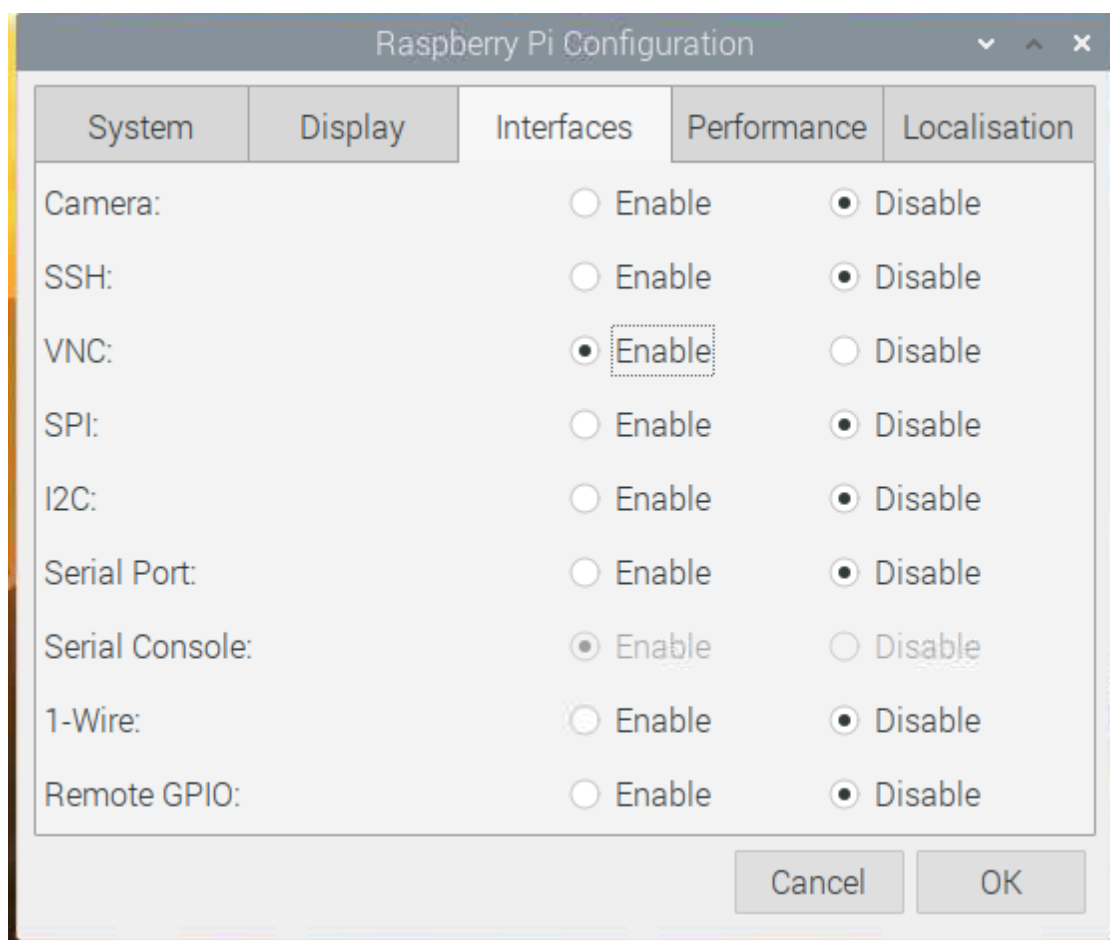 Raspberry Pi Configuration
System Display Interfaces Performance Localisation
Camera: Enable Disable
SSH: Enable Disable
VNC: Enable Disable
SPI: Enable Disable
I2C: Enable Disable
Serial Port: Enable Disable
Serial Console: Enable Disable
1-Wire: Enable Disable
Remote GPIO: Enable Disable
Cancel OK